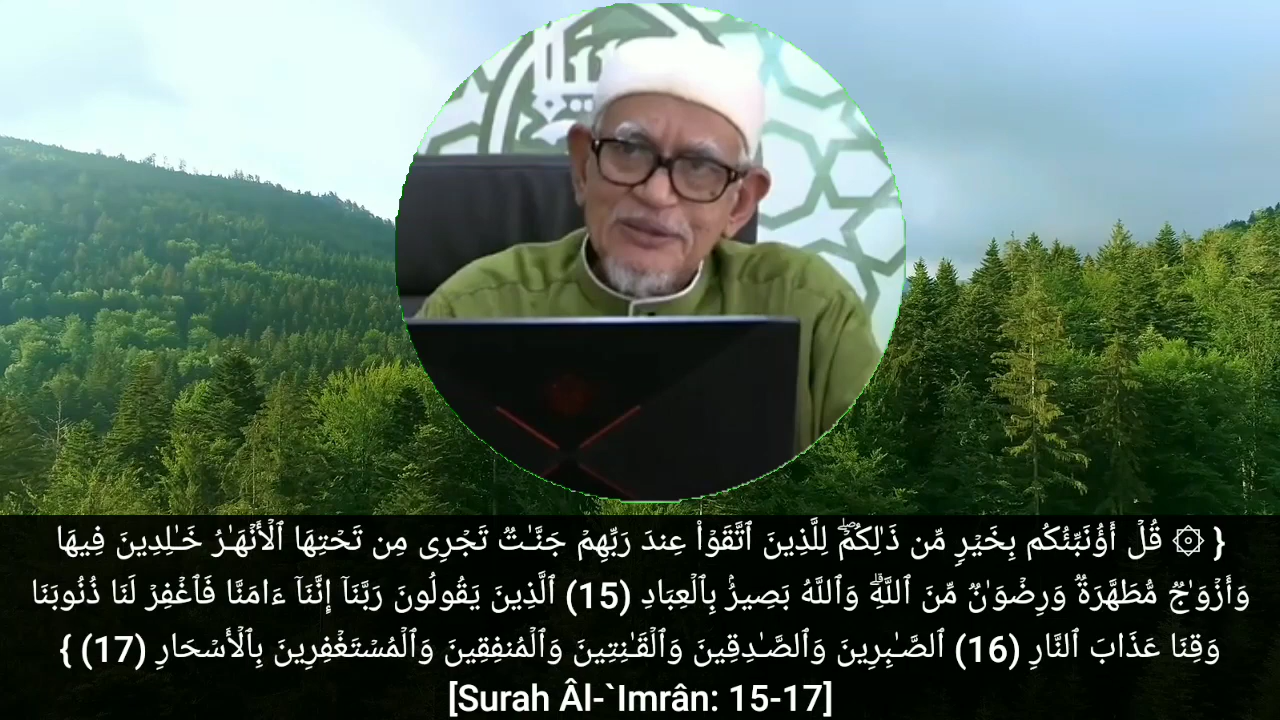 { ۞ قُلۡ أَؤُنَبِّئُكُم بِخَيۡرٖ مِّن ذَٰلِكُمۡۖ لِلَّذِينَ ٱتَّقَوۡاْ عِندَ رَبِّهِمۡ جَنَّـٰتٞ تَجۡرِي مِن تَحۡتِهَا ٱلۡأَنۡهَـٰرُ خَـٰلِدِينَ فِيهَا
وَأَزۡوَٰجٞ مُّطَهَّرَةٞ وَرِضۡوَٰنٞ مِّنَ ٱللَّهِۗ وَٱللَّهُ بَصِيرُۢ بِٱلۡعِبَادِ (15) ٱلَّذِينَ يَقُولُونَ رَبَّنَآ إِنَّنَآ ءَامَنَّا فَٱغۡفِرۡ لَنَا ذُنُوبَنَا
وَقِنَا عَذَابَ ٱلنَّارِ (16) ٱلصَّـٰبِرِينَ وَٱلصَّـٰدِقِينَ وَٱلۡقَـٰنِتِينَ وَٱلۡمُنفِقِينَ وَٱلۡمُسۡتَغۡفِرِينَ بِٱلۡأَسۡحَارِ (17) }
[Surah Âl-`Imrân: 15-17]